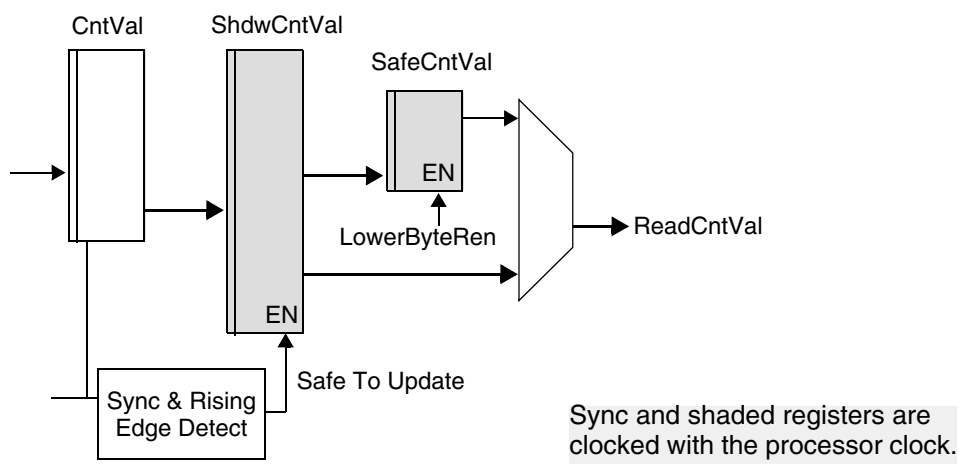 CntVal
ShdwCntVal
SafeCntVal
EN
LowerByteRen
ReadCntVal
EN
Safe To Update
Sync & Rising
Edge Detect
Sync and shaded registers are
clocked with the processor clock.